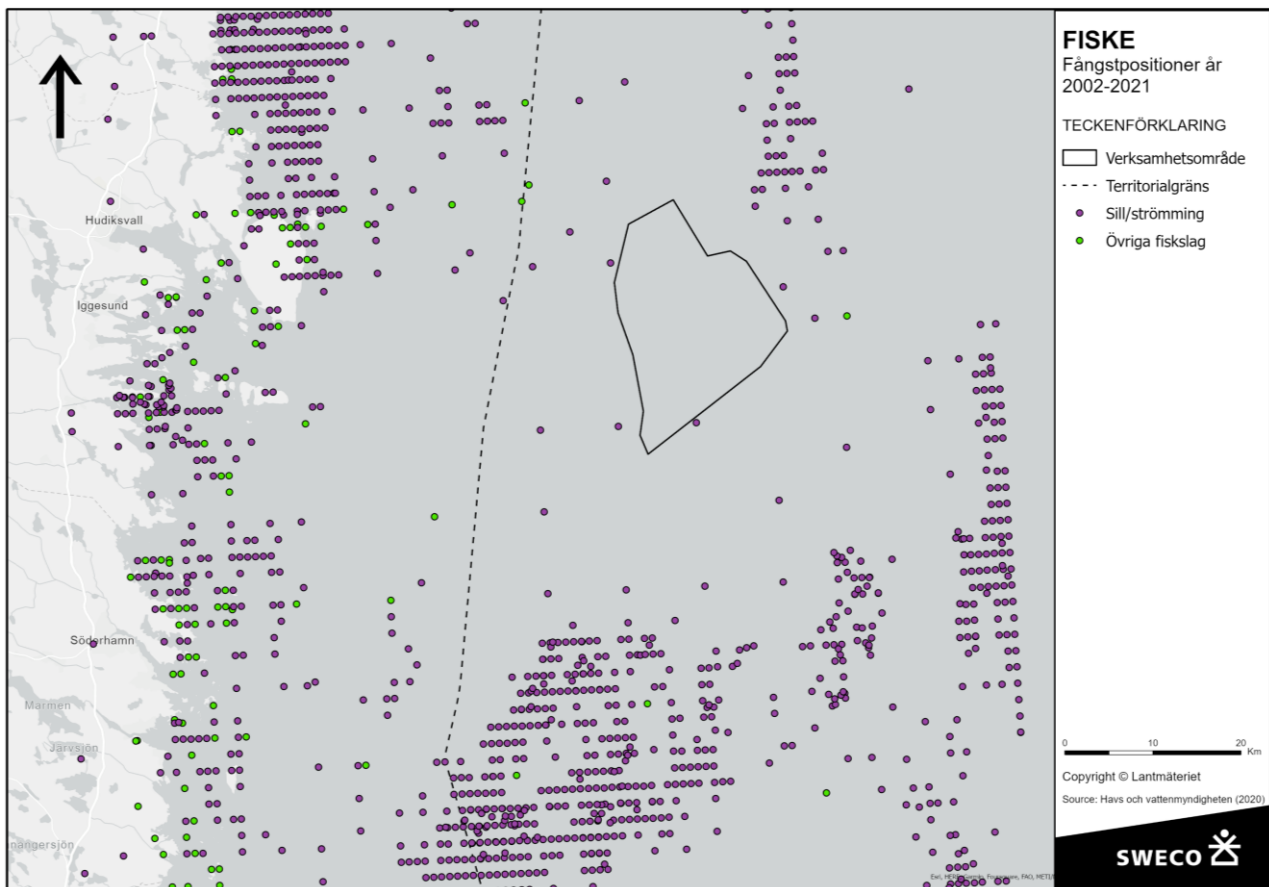 Hudiksvall
Iggesund
Söderhamn
Marmen
Järvsjön
nångersjön
FISKE
Fångstpositioner år
2002-2021
TECKENFÖRKLARING
Verksamhetsområde
Territorialgräns
Sill/strömming
Övriga fiskslag
0 10 20
Km
Copyright © Lantmäteriet
Source: Havs och vattenmyndigheten (2020)
SWECO